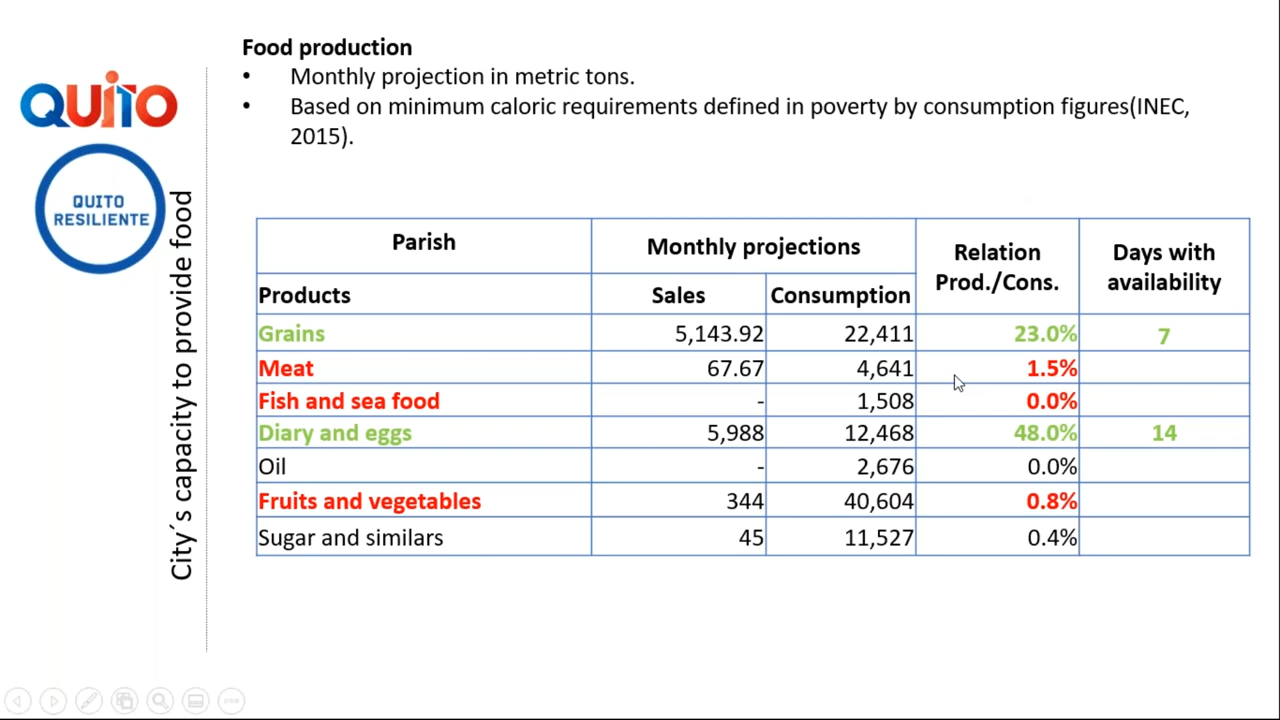 Food production
• Monthly projection in metric tons.
• Based on minimum caloric requirements defined in poverty by consumption figures(INEC,
2015).
QUITO
QUITO
RESILIENTE
City´s capacity to provide food
Parish Monthly projections Relation Prod./Cons. Days with availability
Products Sales Consumption
Grains 5,143.92 22,411 23.0% 7
Meat 67.67 4,641 1.5%
Fish and sea food - 1,508 0.0%
Diary and eggs 5,988 12,468 48.0% 14
Oil - 2,676 0.0%
Fruits and vegetables 344 40,604 0.8%
Sugar and similars 45 11,527 0.4%